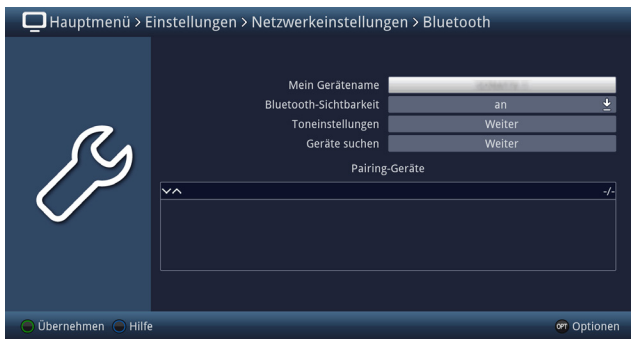 Hauptmenü > Einstellungen > Netzwerkeinstellungen > Bluetooth
Mein Gerätename
Bluetooth-Sichtbarkeit an
Toneinstellungen Weiter
Geräte suchen Weiter
Pairing-Geräte
-/-
Übernehmen Hilfe OPT Optionen